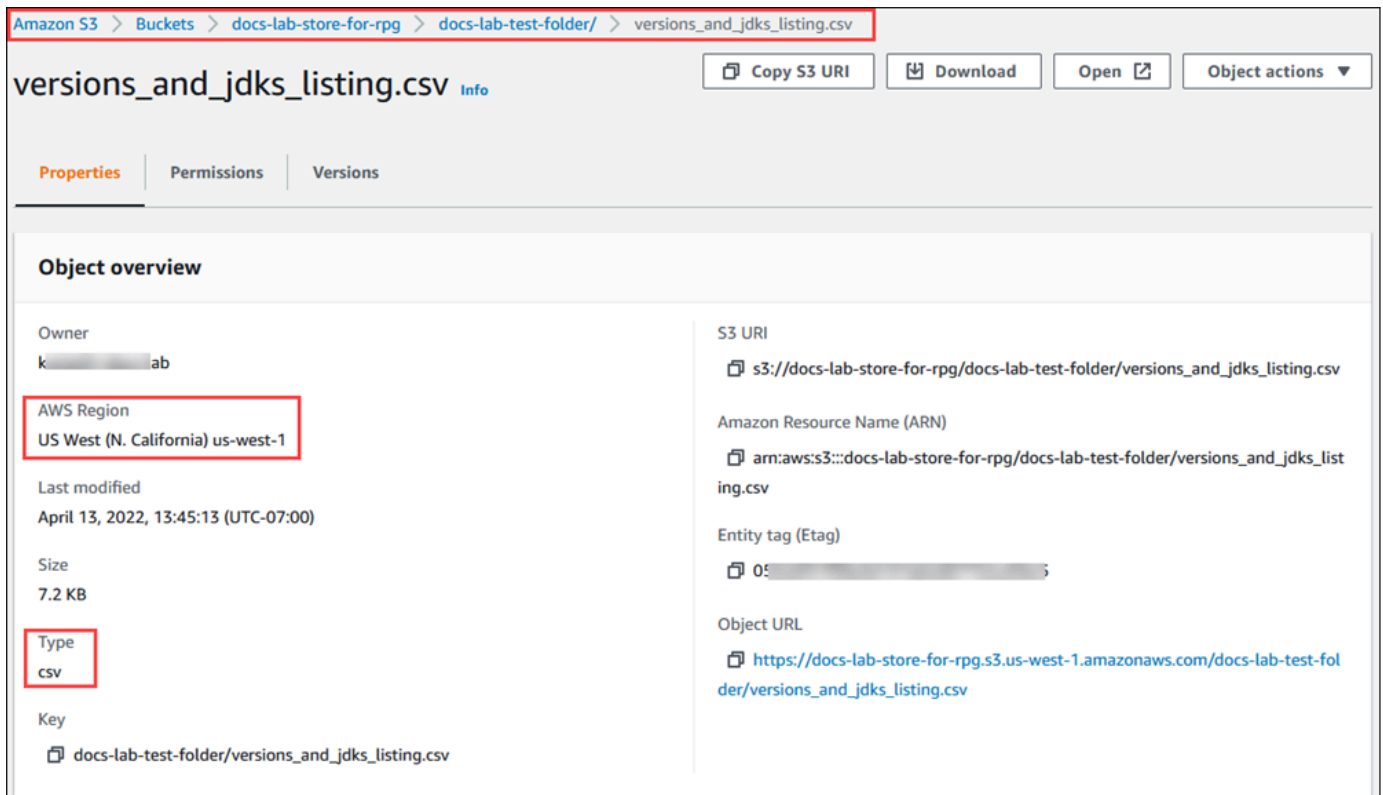 Amazon S3 > Buckets > docs-lab-store-for-rpg > docs-lab-test-folder/ > versions_and_jdks_listing.csv
versions_and_jdks_listing.csv Info
Copy S3 URI Download Open Object actions
Properties Permissions Versions
Object overview
Owner
k ab
AWS Region
US West (N. California) us-west-1
Last modified
April 13, 2022, 13:45:13 (UTC-07:00)
Size
7.2 KB
Type
csv
Key
docs-lab-test-folder/versions_and_jdks_listing.csv
S3 URI
s3://docs-lab-store-for-rpg/docs-lab-test-folder/versions_and_jdks_listing.csv
Amazon Resource Name (ARN)
arn:aws:s3:::docs-lab-store-for-rpg/docs-lab-test-folder/versions_and_jdks_list
ing.csv
Entity tag (Etag)
Object URL
https://docs-lab-store-for-rpg.s3.us-west-1.amazonaws.com/docs-lab-test-fol
der/versions_and_jdks_listing.csv